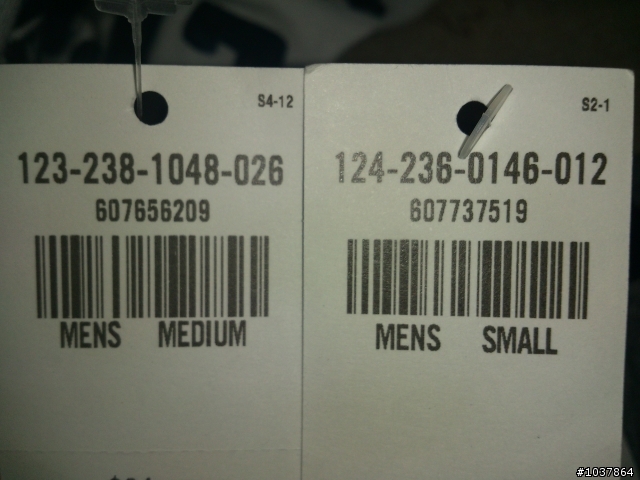 S4-12
123-238-1048-026
607656209
MENS MEDIUM
S2-1
124-236-0146-012
607737519
MENS SMALL
#1037864